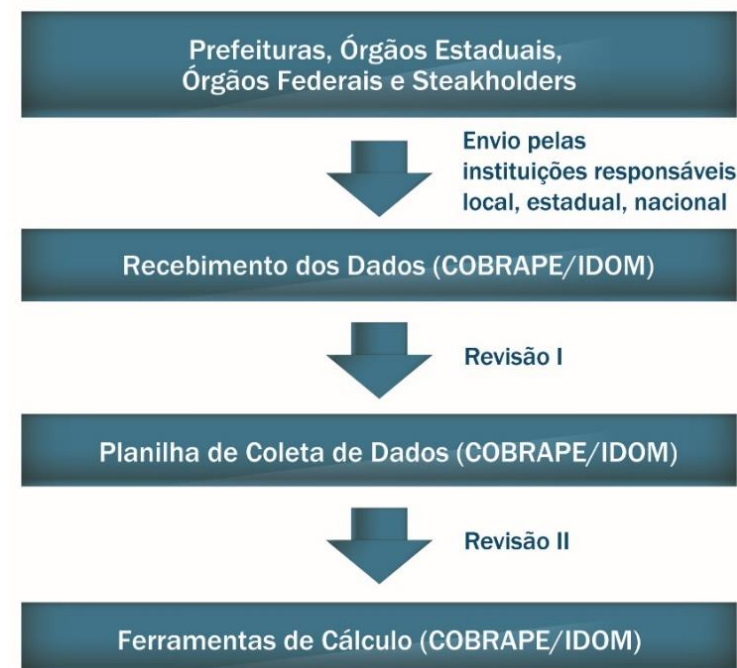 Prefeituras, Órgãos Estaduais,
Órgãos Federais e Steakholders
Envio pelas
instituições responsáveis
local, estadual, nacional
Recebimento dos Dados (COBRAPE/IDOM)
Revisão I
Planilha de Coleta de Dados (COBRAPE/IDOM)
Revisão II
Ferramentas de Cálculo (COBRAPE/IDOM)